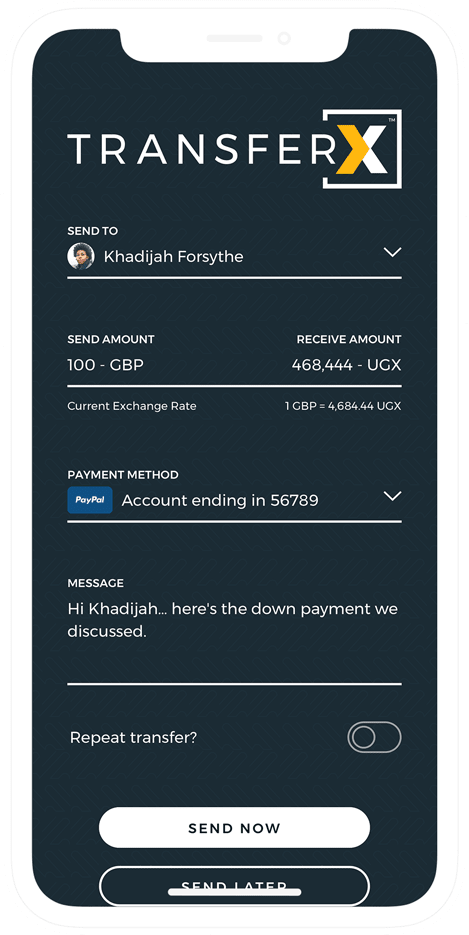 TRANSFERX™
SEND TO
Khadijah Forsythe
SEND AMOUNT RECEIVE AMOUNT
100 - GBP 468,444 - UGX
Current Exchange Rate 1 GBP = 4,684.44 UGX
PAYMENT METHOD
PayPal Account ending in 56789
MESSAGE
Hi Khadijah... here's the down payment we
discussed.
Repeat transfer?
SEND NOW
SEND LATER